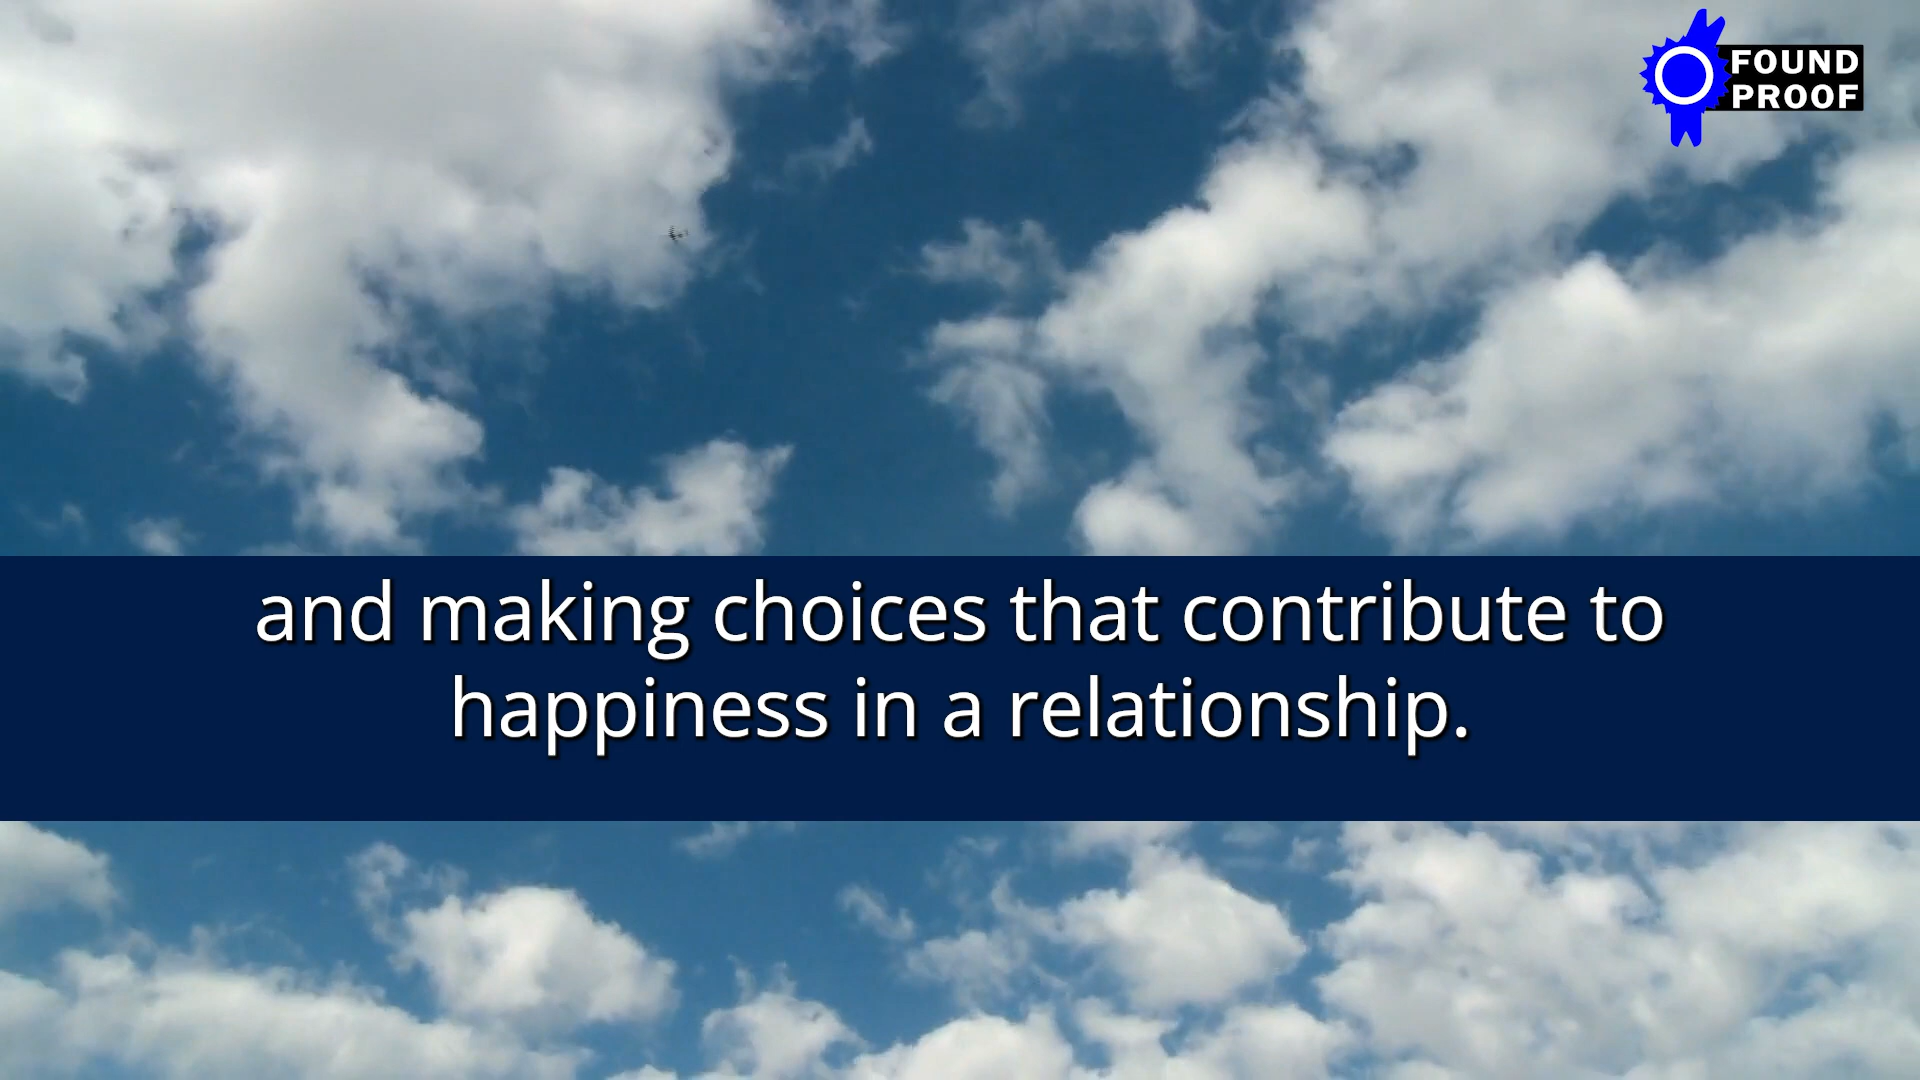 FOUND
PROOF
and making choices that contribute to
happiness in a relationship.